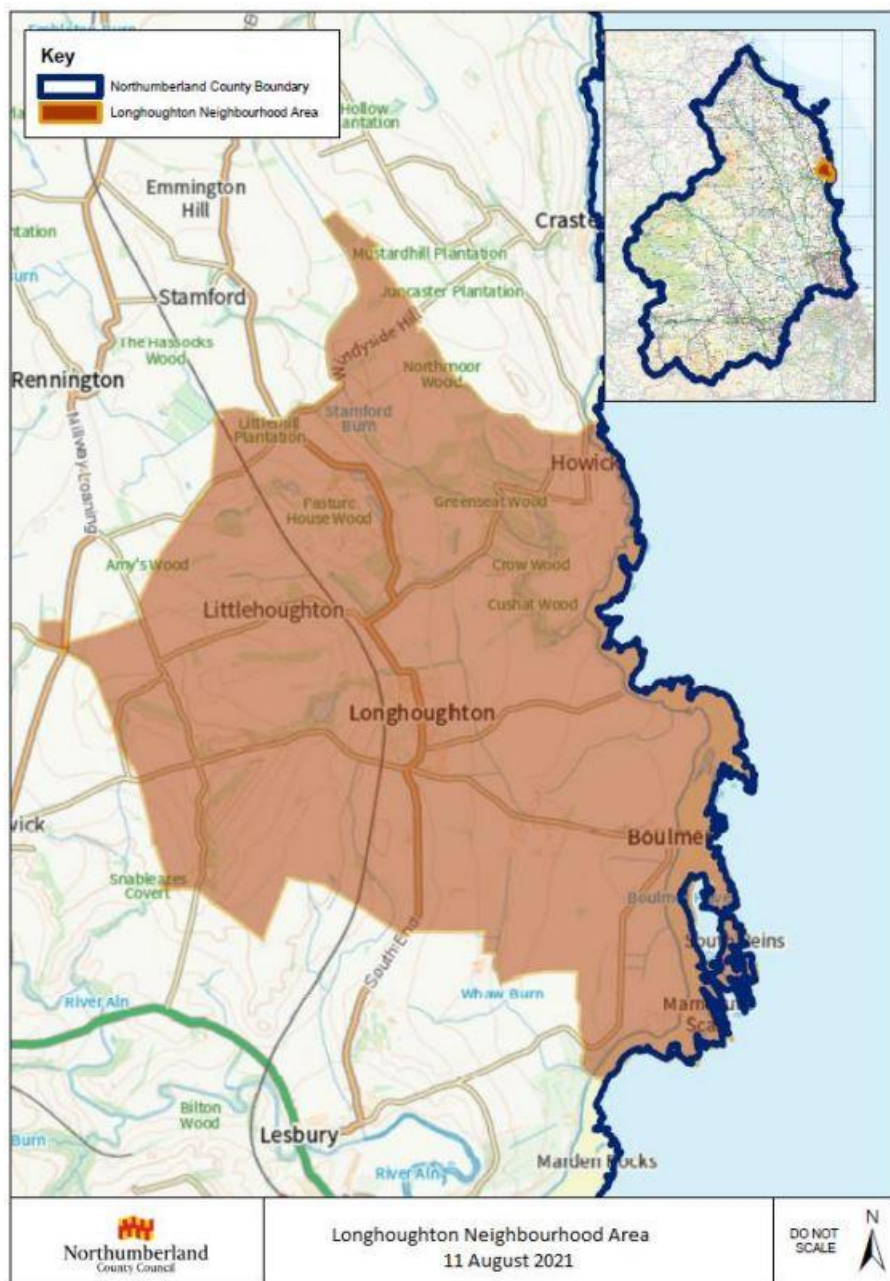 Key
Northumberland County Boundary
Longhoughton Neighbourhood Area
Hollow
Plantation
Emmington
Hill
Craste
Mustardhill Plantation
Stamford
Juncaster Plantation
The Hassocks
Wood
Windyside Hill
Rennington
Northmoor
Wood
Stamford
Burn
Littlehill
Plantation
Howick
Pasture
House Wood
Greenseat Wood
Amy's Wood
Crow Wood
Littlehoughton
Cushat Wood
Longhoughton
wick
Boulmer
Snableazes
Covert
Boulmer
South End
River Aln
Whaw Burn
Bilton
Wood
Lesbury
Burn
River Aln
Marden Rocks
Northumberland
County Council
Longhoughton Neighbourhood Area
11 August 2021
DO NOT
SCALE
N